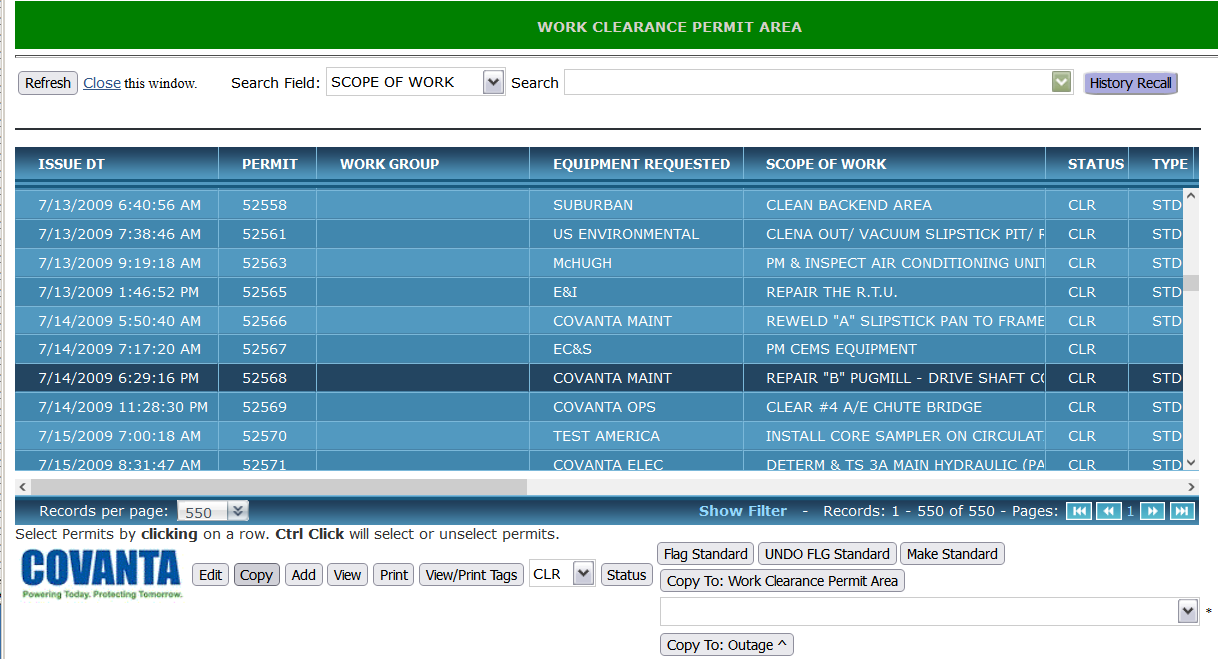 WORK CLEARANCE PERMIT AREA
Refresh Close this window. Search Field: SCOPE OF WORK Search History Recall
ISSUE DT PERMIT WORK GROUP EQUIPMENT REQUESTED SCOPE OF WORK STATUS TYPE
7/13/2009 6:40:56 AM 52558 SUBURBAN CLEAN BACKEND AREA CLR STD
7/13/2009 7:38:46 AM 52561 US ENVIRONMENTAL CLENA OUT/ VACUUM SLIPSTICK PIT/ R CLR STD
7/13/2009 9:19:18 AM 52563 McHUGH PM & INSPECT AIR CONDITIONING UNIT CLR STD
7/13/2009 1:46:52 PM 52565 E&I REPAIR THE R.T.U. CLR STD
7/14/2009 5:50:40 AM 52566 COVANTA MAINT REWELD "A" SLIPSTICK PAN TO FRAME CLR STD
7/14/2009 7:17:20 AM 52567 EC&S PM CEMS EQUIPMENT CLR
7/14/2009 6:29:16 PM 52568 COVANTA MAINT REPAIR "B" PUGMILL - DRIVE SHAFT CO CLR STD
7/14/2009 11:28:30 PM 52569 COVANTA OPS CLEAR #4 A/E CHUTE BRIDGE CLR STD
7/15/2009 7:00:18 AM 52570 TEST AMERICA INSTALL CORE SAMPLER ON CIRCULAT CLR STD
7/15/2009 8:31:47 AM 52571 COVANTA ELEC DETERM & TS 3A MAIN HYDRAULIC (PA CLR STD
Records per page: 550 Show Filter - Records: 1 - 550 of 550 - Pages: 1
Select Permits by clicking on a row. Ctrl Click will select or unselect permits.
COVANTA
Powering Today. Protecting Tomorrow.
Edit Copy Add View Print View/Print Tags CLR Status
Flag Standard UNDO FLG Standard Make Standard
Copy To: Work Clearance Permit Area
*
Copy To: Outage ^